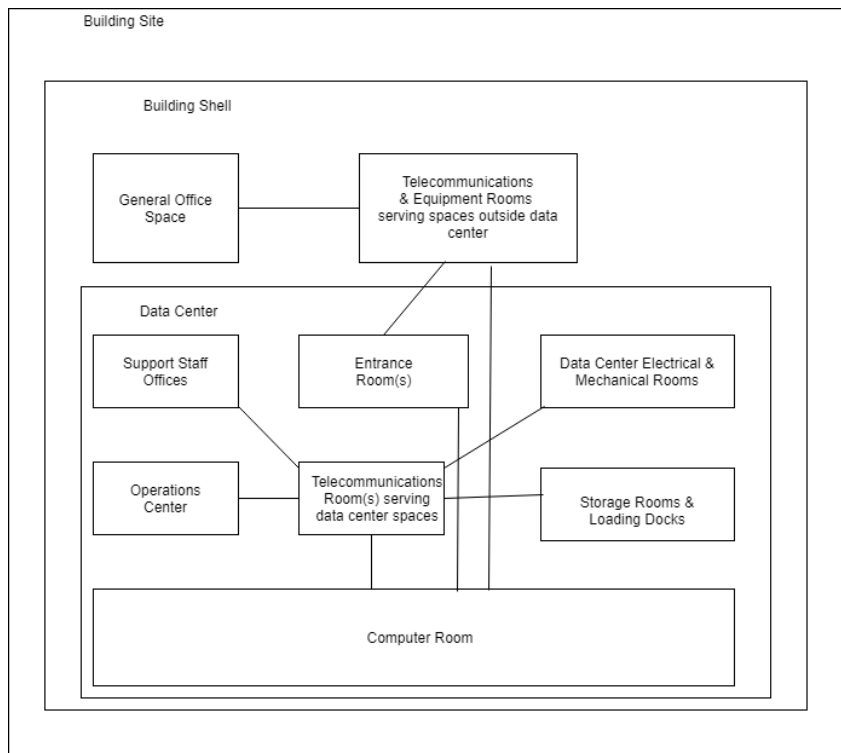 Building Site
Building Shell
General Office
Space
Telecommunications
& Equipment Rooms
serving spaces outside data
center
Data Center
Support Staff
Offices
Entrance
Room(s)
Data Center Electrical &
Mechanical Rooms
Operations
Center
Telecommunications
Room(s) serving
data center spaces
Storage Rooms &
Loading Docks
Computer Room